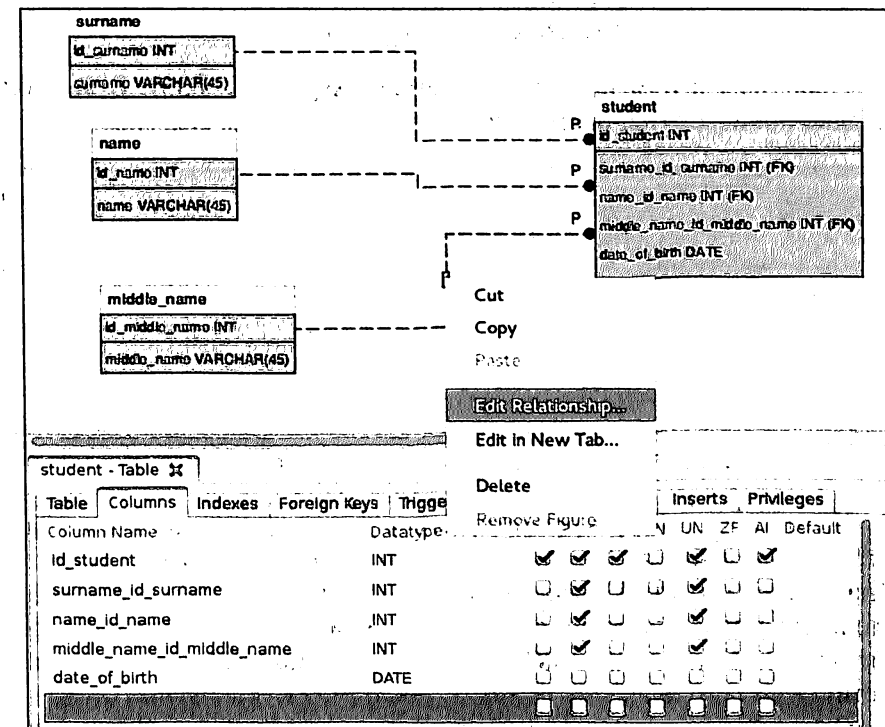 surname
id_surname INT
surname VARCHAR(45)
name
id_name INT
name VARCHAR(45)
middle_name
id_middle_name INT
middle_name VARCHAR(45)
student
id_student INT
surname_id_surname INT (FK)
name_id_name INT (FK)
middle_name_id_middle_name INT (FK)
date_of_birth DATE
P
P
P
Cut
Copy
Paste
Edit Relationship...
Edit in New Tab...
Delete
Remove Figure
student - Table
Table Columns Indexes Foreign Keys Trigge Inserts Privileges
Column Name Datatype N UN ZF AI Default
id_student INT
surname_id_surname INT
name_id_name INT
middle_name_id_middle_name INT
date_of_birth DATE